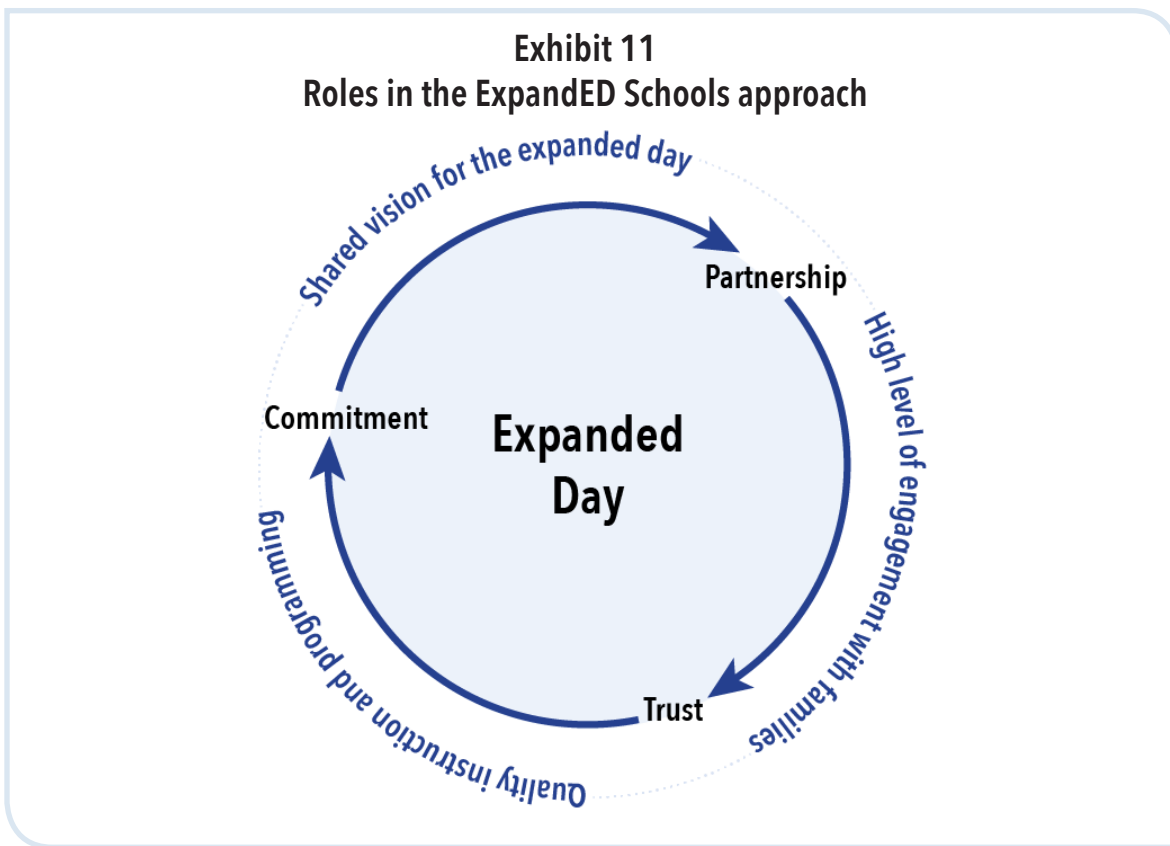 Exhibit 11
Roles in the ExpandED Schools approach
Shared vision for the expanded day
Partnership
High level of engagement with families
Commitment
Expanded
Day
Trust
Quality instruction and programming